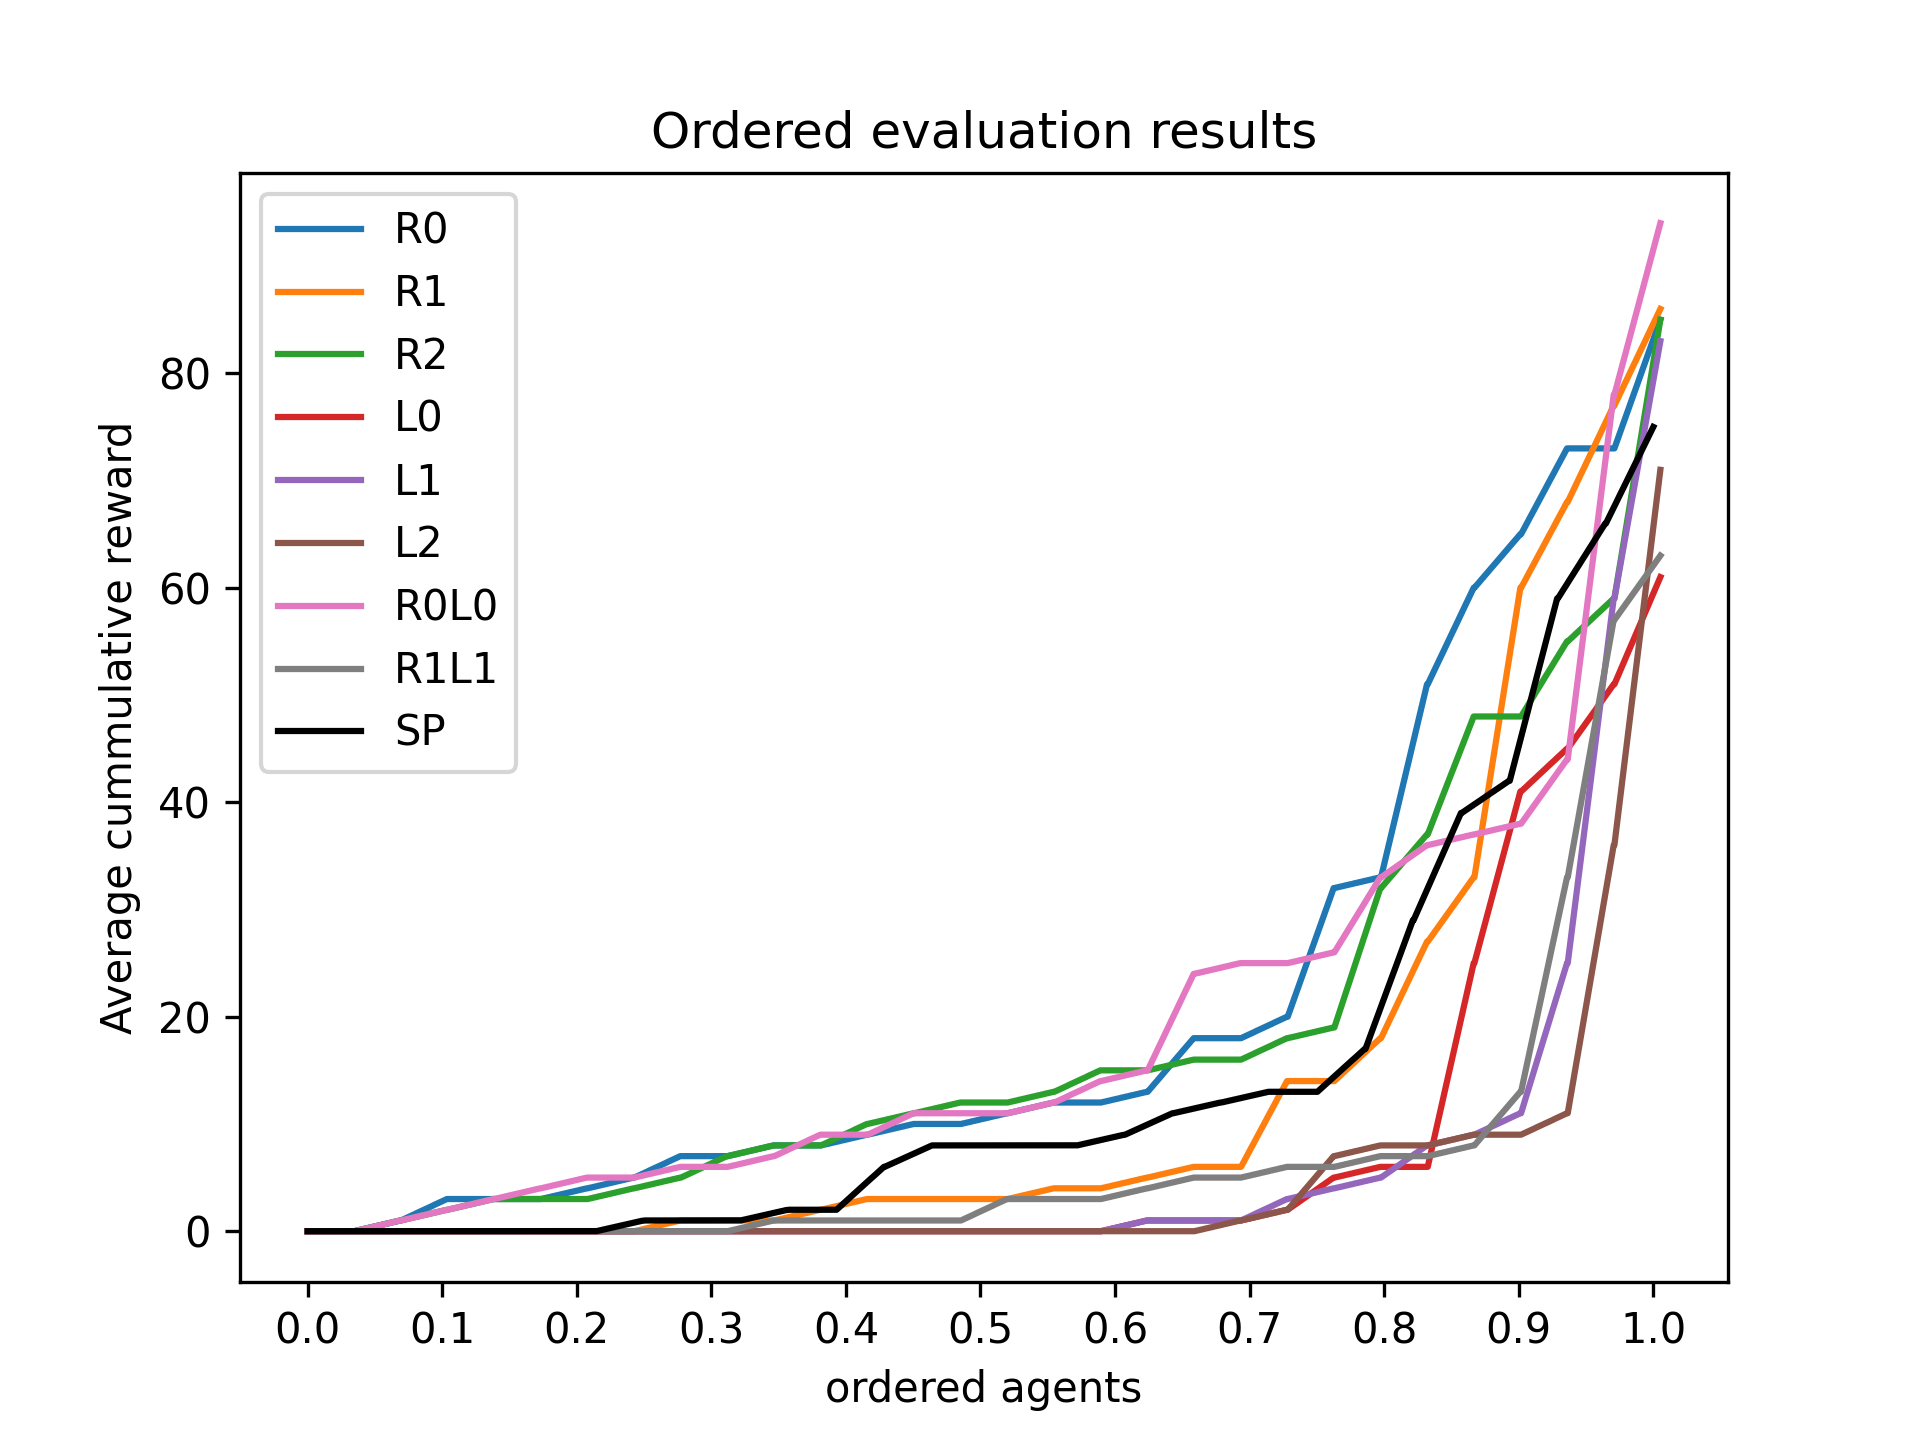 Ordered evaluation results
R0
R1
R2
L0
L1
L2
R0L0
R1L1
SP
Average cummulative reward
80
60
40
20
0
0.0 0.1 0.2 0.3 0.4 0.5 0.6 0.7 0.8 0.9 1.0
ordered agents